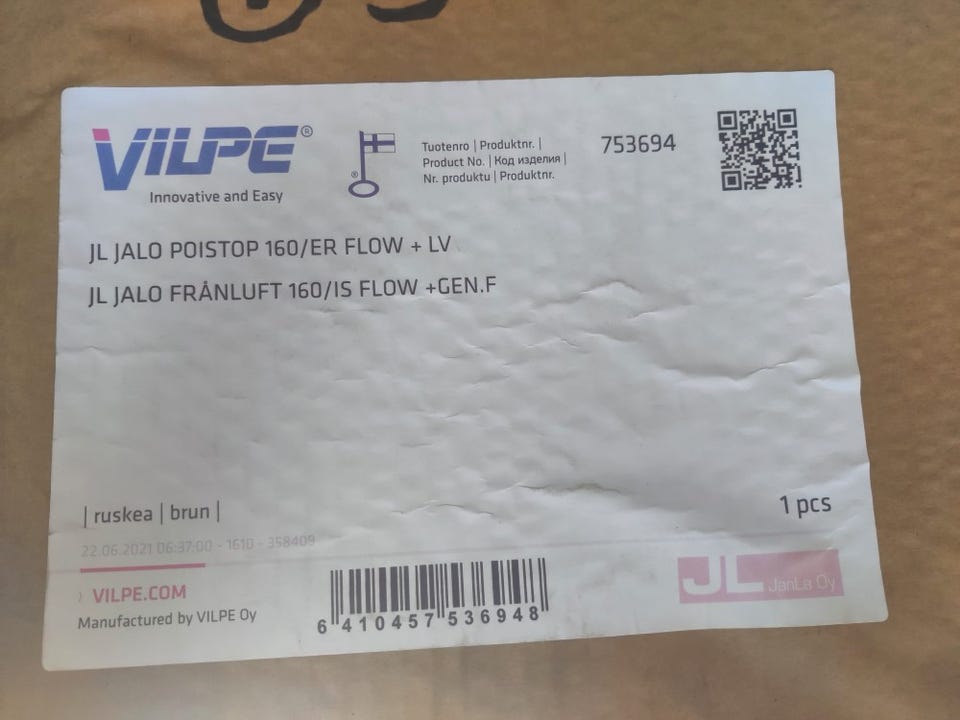 VILPE®
Innovative and Easy
®
Tuotenro | Produktnr. |
Product No. | Код изделия |
Nr. produktu | Produktnr.
753694
JL JALO POISTOP 160/ER FLOW + LV
JL JALO FRÅNLUFT 160/IS FLOW +GEN.F
| ruskea | brun |
1 pcs
22.06.2021 06:37:00 - 1610 - 358409
VILPE.COM
Manufactured by VILPE Oy
6 410457 536948
JL JanLa Oy